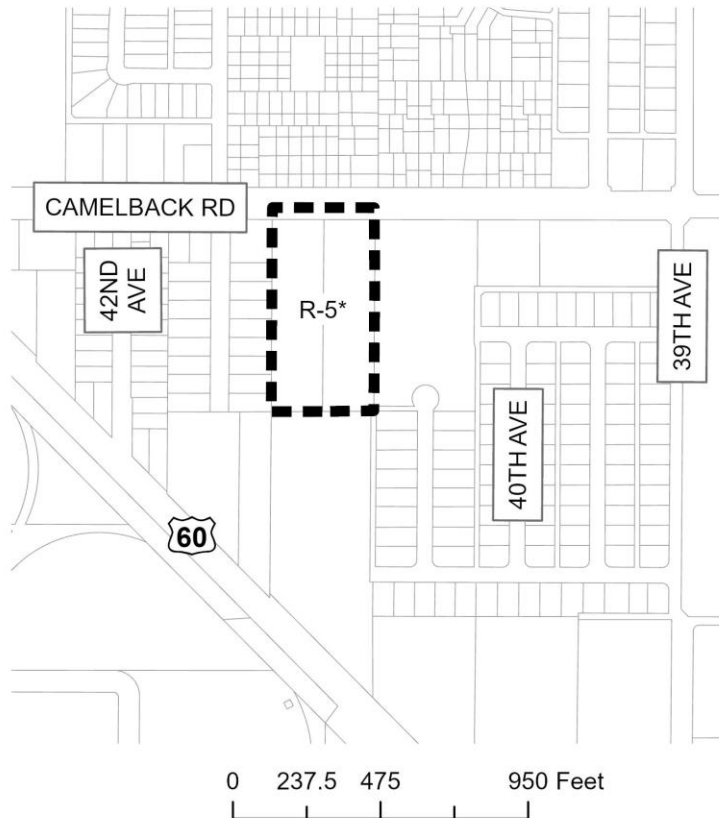 CAMELBACK RD
42ND
AVE
R-5*
39TH AVE
40TH AVE
60
0 237.5 475 950 Feet